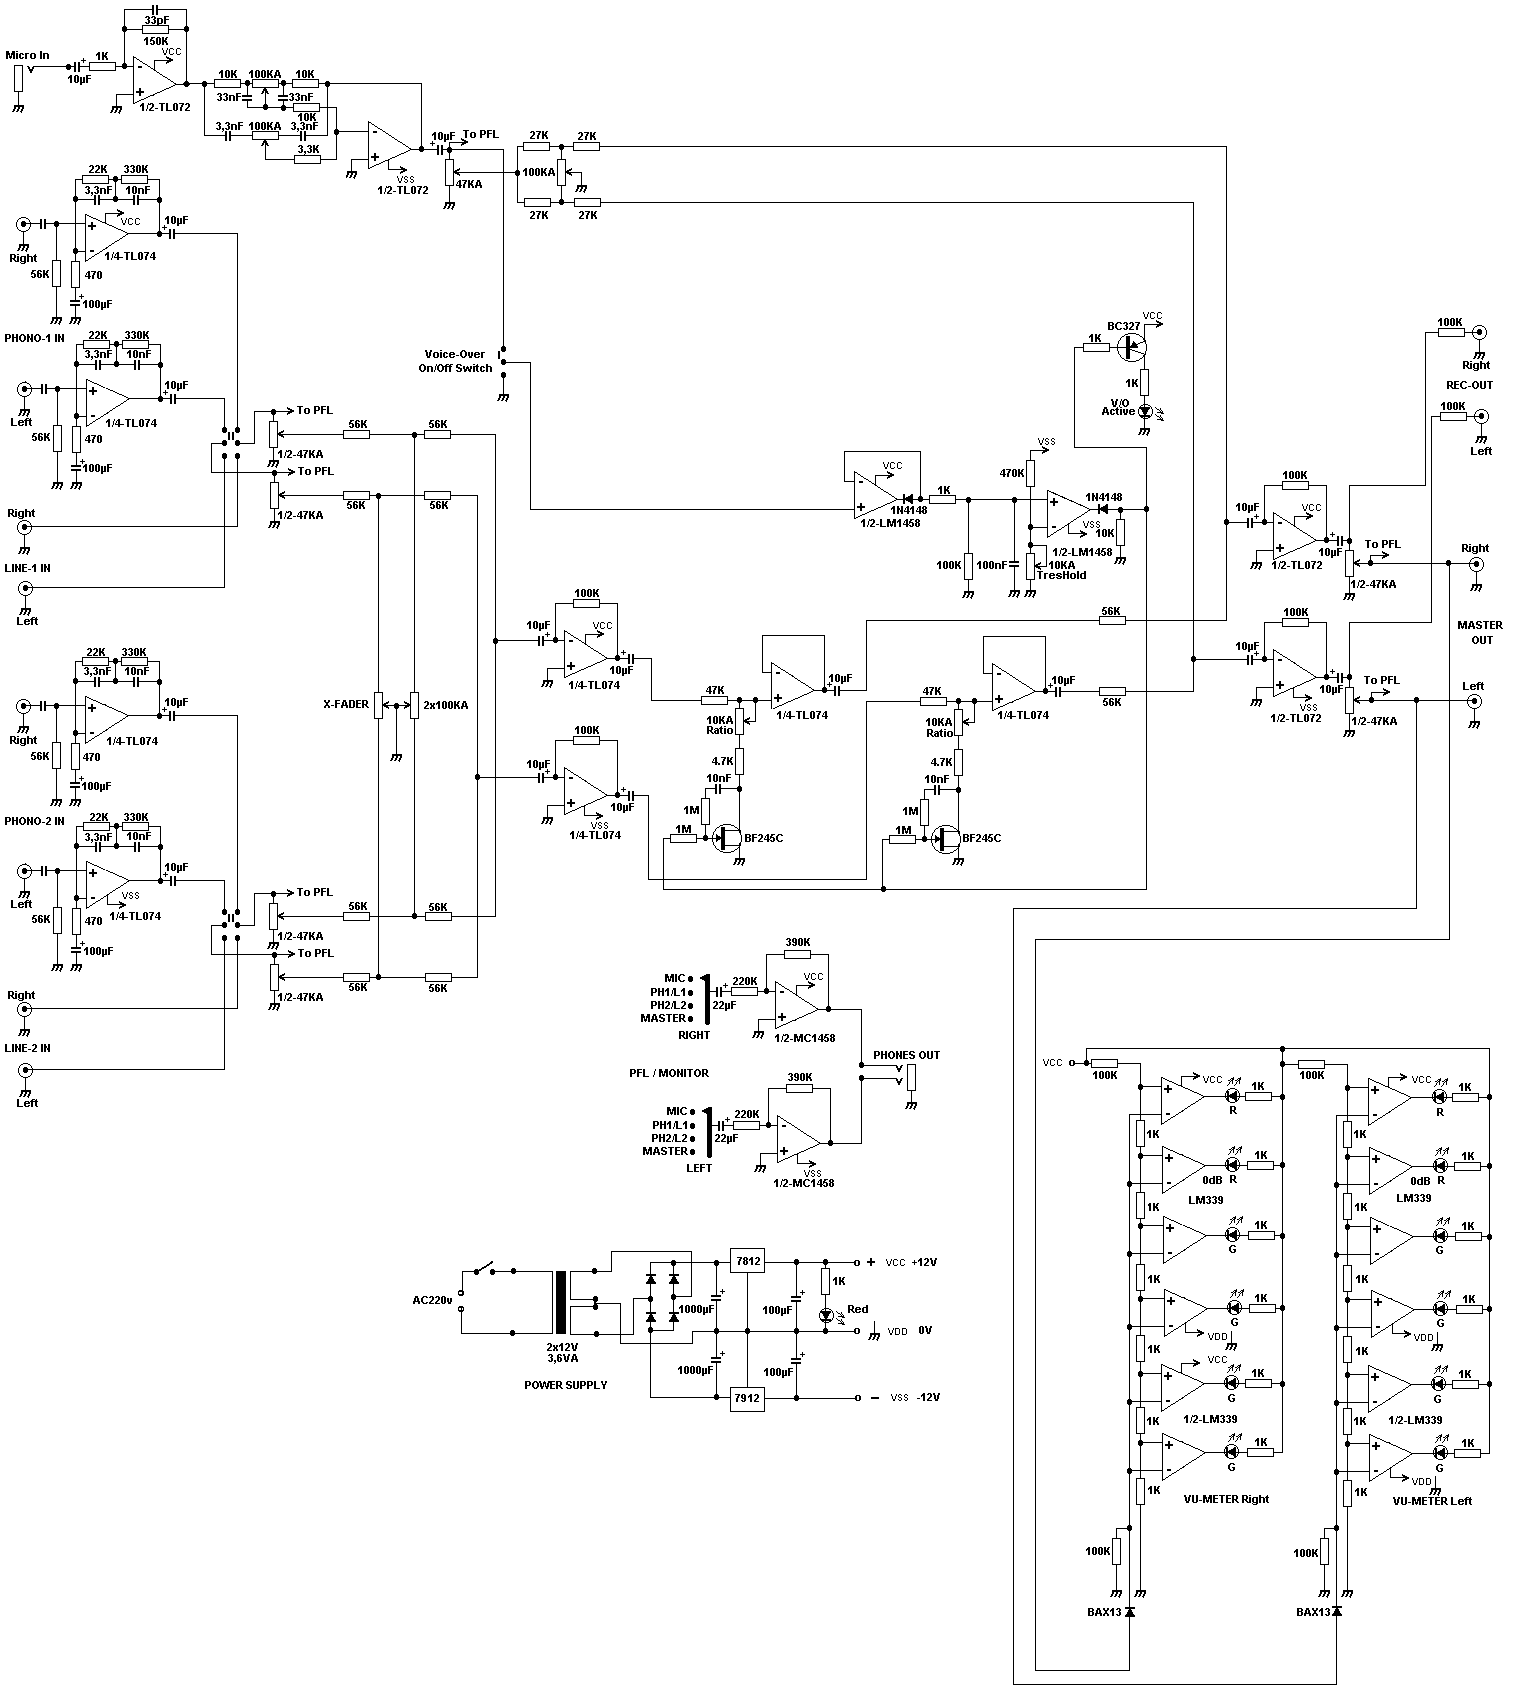 33pF
150K
Micro In
1K
VCC
10µF
1/2-TL072
10K
100KA
10K
33nF
33nF
10K
3,3nF
100KA
3,3nF
3,3K
VSS
1/2-TL072
10µF
To PFL
47KA
27K
27K
100KA
27K
27K
22K
330K
3,3nF
10nF
VCC
10µF
Right
1/4-TL074
56K
470
100µF
PHONO-1 IN
22K
330K
3,3nF
10nF
10µF
Left
1/4-TL074
56K
470
100µF
To PFL
1/2-47KA
To PFL
1/2-47KA
Right
LINE-1 IN
Left
56K
56K
56K
56K
Voice-Over
On/Off Switch
BC327
VCC
1K
1K
V/O
Active
VCC
1N4148
1/2-LM1458
1K
VSS
470K
1N4148
VSS
1/2-LM1458
10K
100K
100nF
10KA
TresHold
100K
Right
REC-OUT
100K
Left
100K
10µF
VCC
10µF
1/2-TL072
To PFL
1/2-47KA
Right
MASTER
OUT
100K
10µF
VSS
10µF
1/2-TL072
To PFL
1/2-47KA
Left
22K
330K
3,3nF
10nF
10µF
Right
1/4-TL074
56K
470
100µF
PHONO-2 IN
22K
330K
3,3nF
10nF
10µF
VSS
Left
1/4-TL074
56K
470
100µF
To PFL
1/2-47KA
To PFL
1/2-47KA
Right
LINE-2 IN
Left
X-FADER
2x100KA
56K
56K
56K
56K
100K
10µF
VCC
10µF
1/4-TL074
100K
10µF
VSS
10µF
1/4-TL074
47K
10KA
Ratio
4.7K
10nF
1M
1M
BF245C
1/4-TL074
10µF
47K
10KA
Ratio
4.7K
10nF
1M
1M
BF245C
1/4-TL074
10µF
56K
56K
MIC
PH1/L1
PH2/L2
MASTER
RIGHT
22µF
220K
390K
VCC
1/2-MC1458
PFL / MONITOR
PHONES OUT
MIC
PH1/L1
PH2/L2
MASTER
LEFT
22µF
220K
390K
VSS
1/2-MC1458
AC220v
2x12V
3,6VA
POWER SUPPLY
1000µF
1000µF
7812
7912
100µF
100µF
1K
Red
+ VCC +12V
VDD 0V
- VSS -12V
VCC
100K
VCC
R
1K
1K
0dB
R
1K
LM339
1K
G
1K
1K
G
1K
VDD
1K
VCC
G
1K
1/2-LM339
1K
G
1K
1K
VU-METER Right
100K
BAX13
100K
VCC
R
1K
1K
0dB
R
1K
LM339
1K
G
1K
1K
G
1K
VDD
1K
G
1K
1/2-LM339
1K
G
1K
VDD
1K
VU-METER Left
100K
BAX13